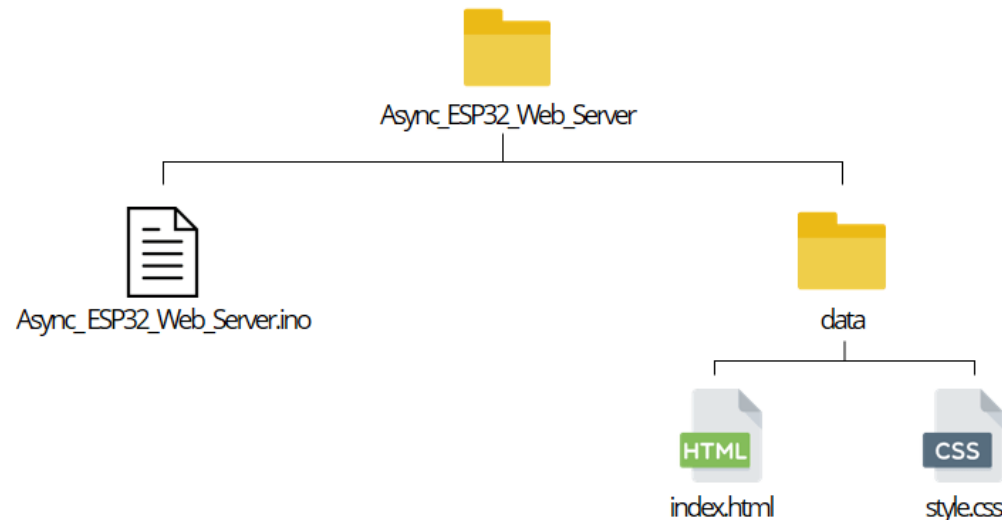 Async_ESP32_Web_Server
Async_ESP32_Web_Server.ino
data
HTML
CSS
index.html
style.css